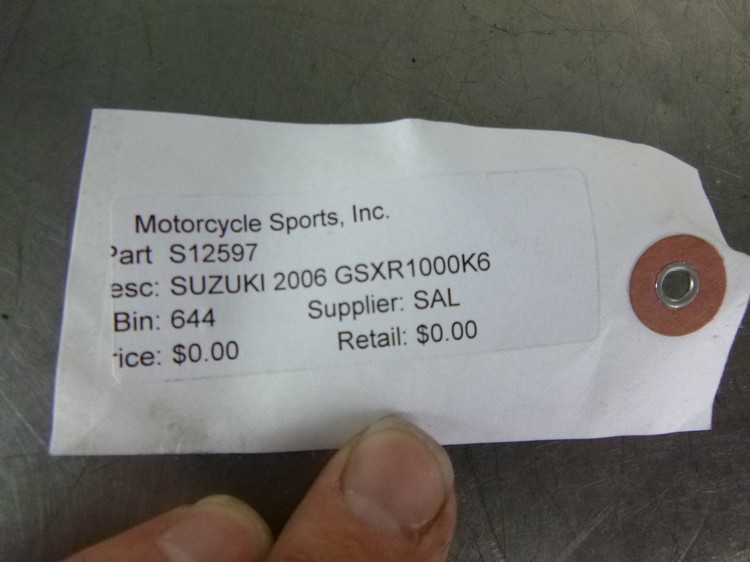 Motorcycle Sports, Inc.
Part S12597
esc: SUZUKI 2006 GSXR1000K6
Bin: 644 Supplier: SAL
rice: $0.00 Retail: $0.00